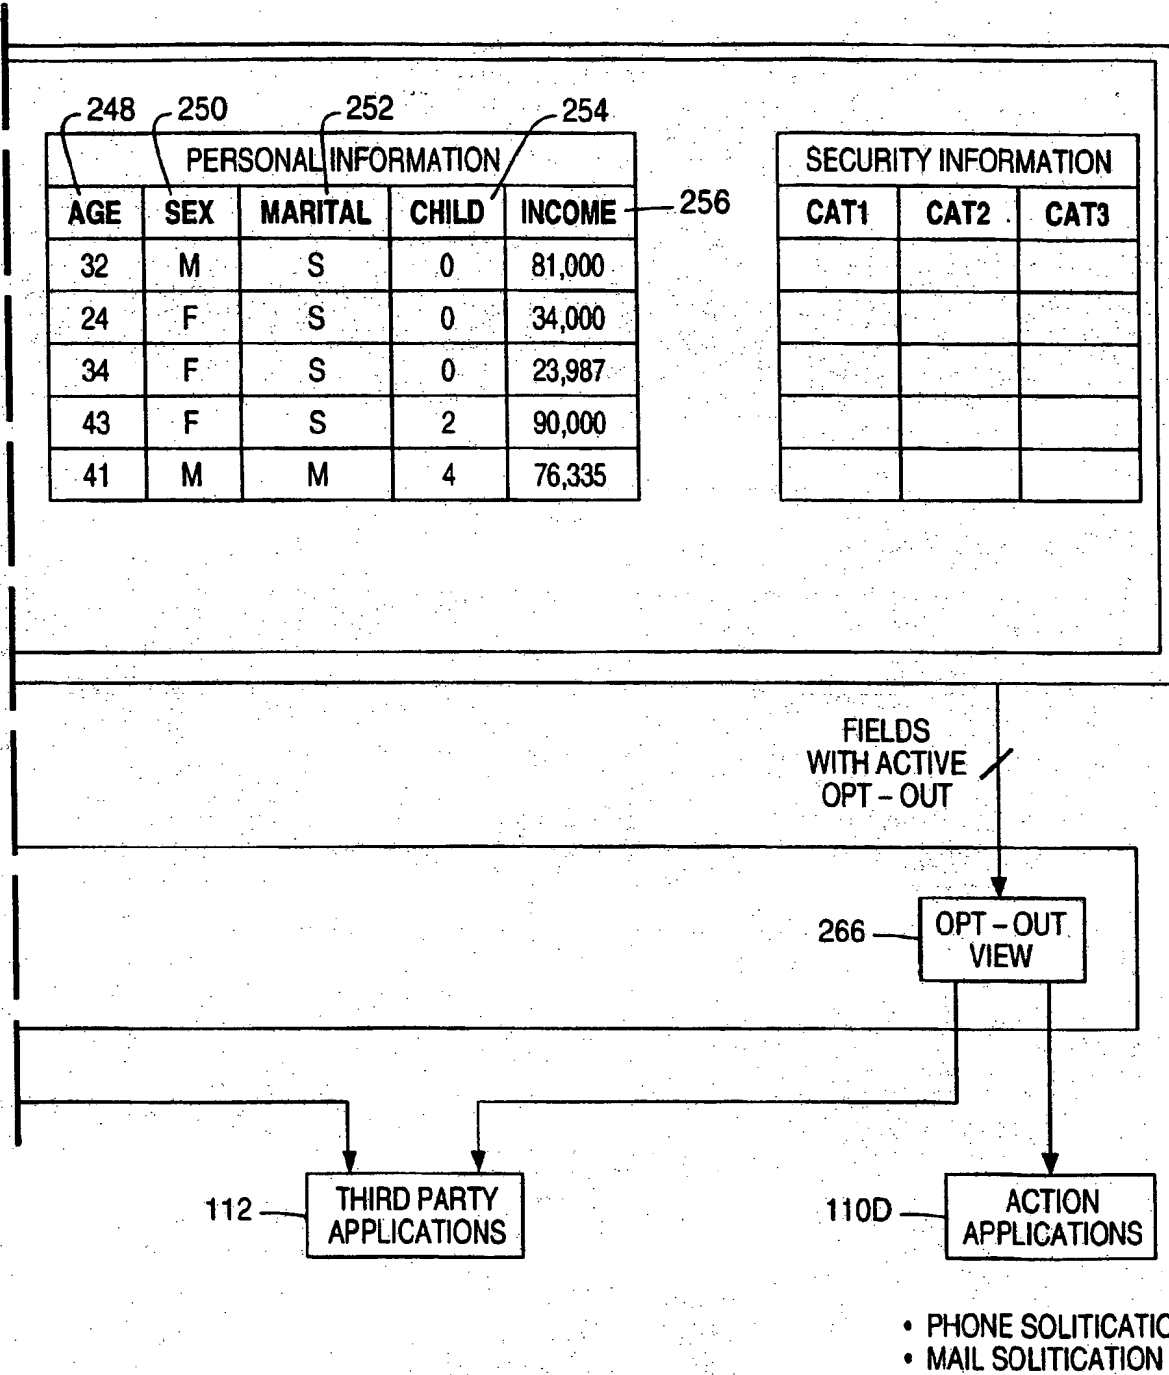 248 250 252 254
PERSONAL INFORMATION
AGE SEX MARITAL CHILD INCOME 256
32 M S 0 81,000
24 F S 0 34,000
34 F S 0 23,987
43 F S 2 90,000
41 M M 4 76,335
SECURITY INFORMATION
CAT1 CAT2 CAT3
FIELDS
WITH ACTIVE
OPT – OUT
266
OPT – OUT
VIEW
112
THIRD PARTY
APPLICATIONS
110D
ACTION
APPLICATIONS
• PHONE SOLITICATIO
• MAIL SOLITICATION